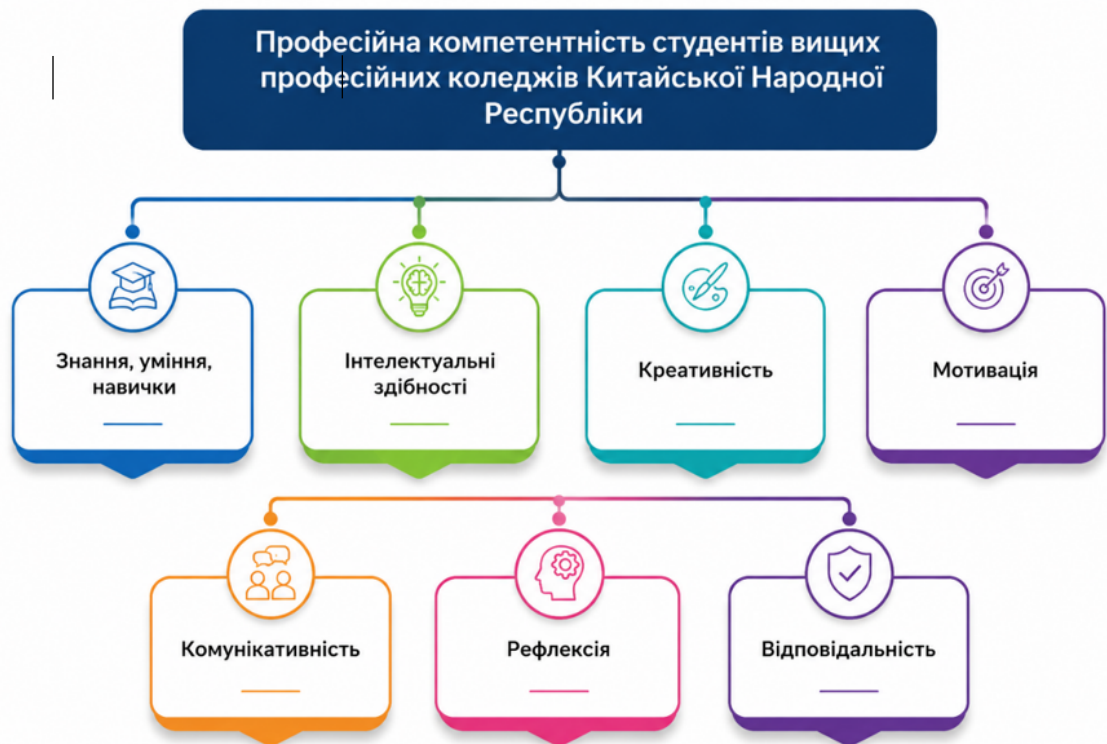 Професійна компетентність студентів вищих
професійних коледжів Китайської Народної
Республіки
Знання, уміння,
навички
Інтелектуальні
здібності
Креативність
Мотивація
Комунікативність
Рефлексія
Відповідальність